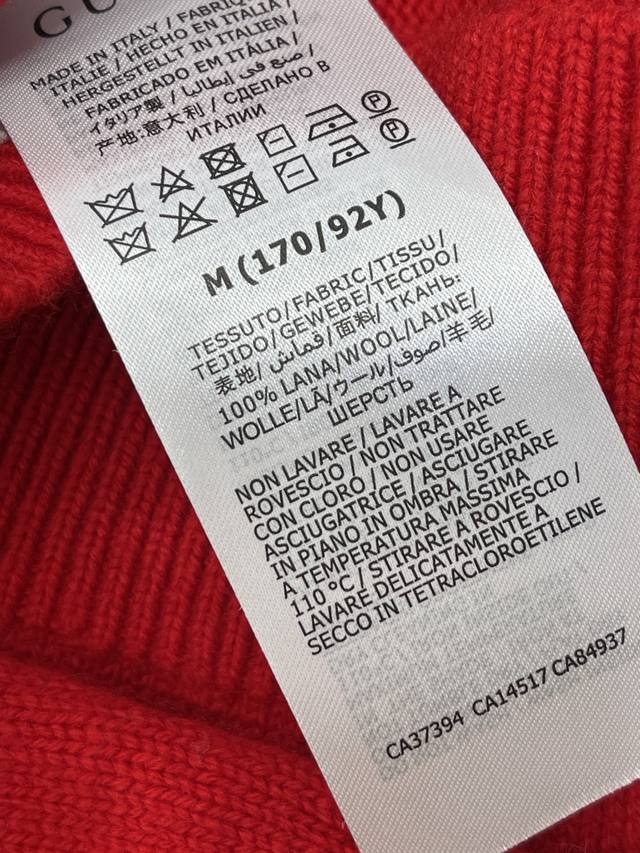 GU
MADE IN ITALY / FABRIQ
ITALIE / HECHO EN ITALIA /
HERGESTELLT IN ITALIEN /
FABRICADO EM ITÁLIA /
イタリア製 / صنع في إيطاليا /
产地:意大利 / СДЕЛАНО В
ИТАЛИИ
P
P
M (170/92Y)
TESSUTO/FABRIC/TISSU/
TEJIDO/GEWEBE/TECIDO/
表地/ قماش/ 面料/ ТКАНЬ:
100% LANA/WOOL/LAINE/
WOLLE/LÃ/ウール/صوف/羊毛/
ШЕРСТЬ
NON LAVARE / LAVARE A
ROVESCIO / NON TRATTARE
CON CLORO / NON USARE
ASCIUGATRICE / ASCIUGARE
IN PIANO IN OMBRA / STIRARE
A TEMPERATURA MASSIMA
110 °C / STIRARE A ROVESCIO /
LAVARE DELICATAMENTE A
SECCO IN TETRACLOROETILENE
CA37394 CA14517 CA84937